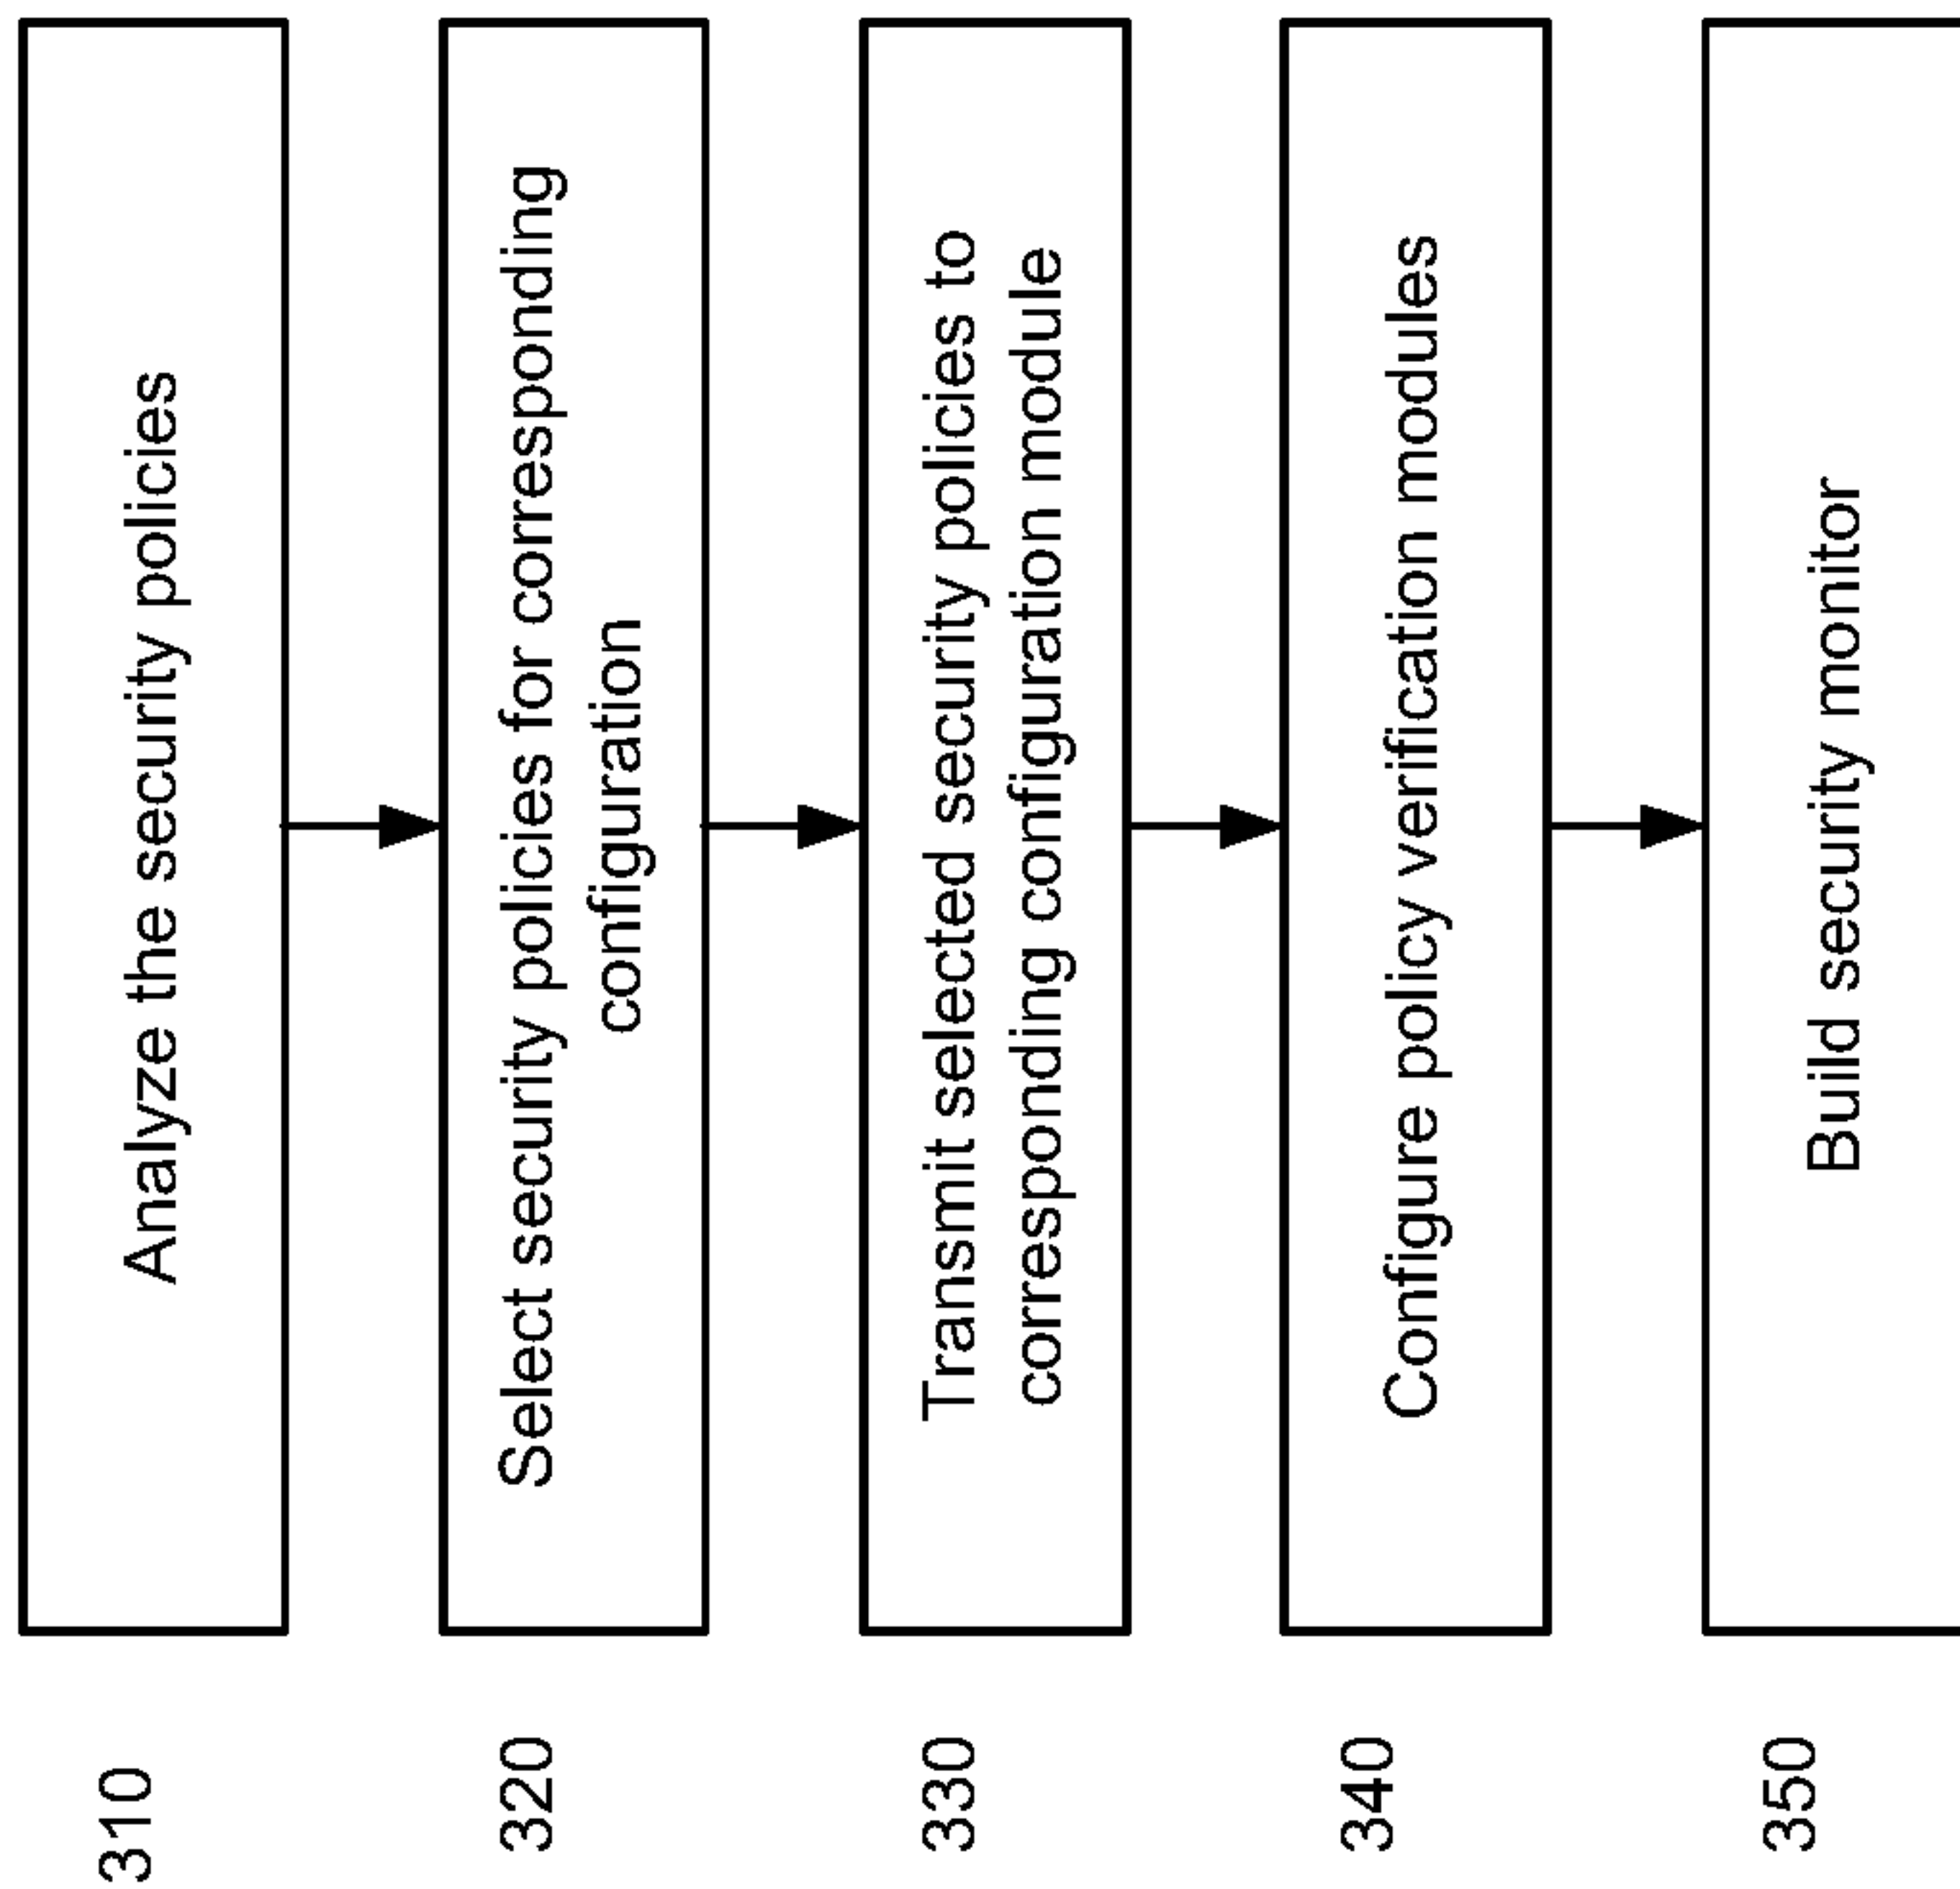 310
Analyze the security policies
320
Select security policies for corresponding
configuration
330
Transmit selected security policies to
corresponding configuration module
340
Configure policy verification modules
350
Build security monitor